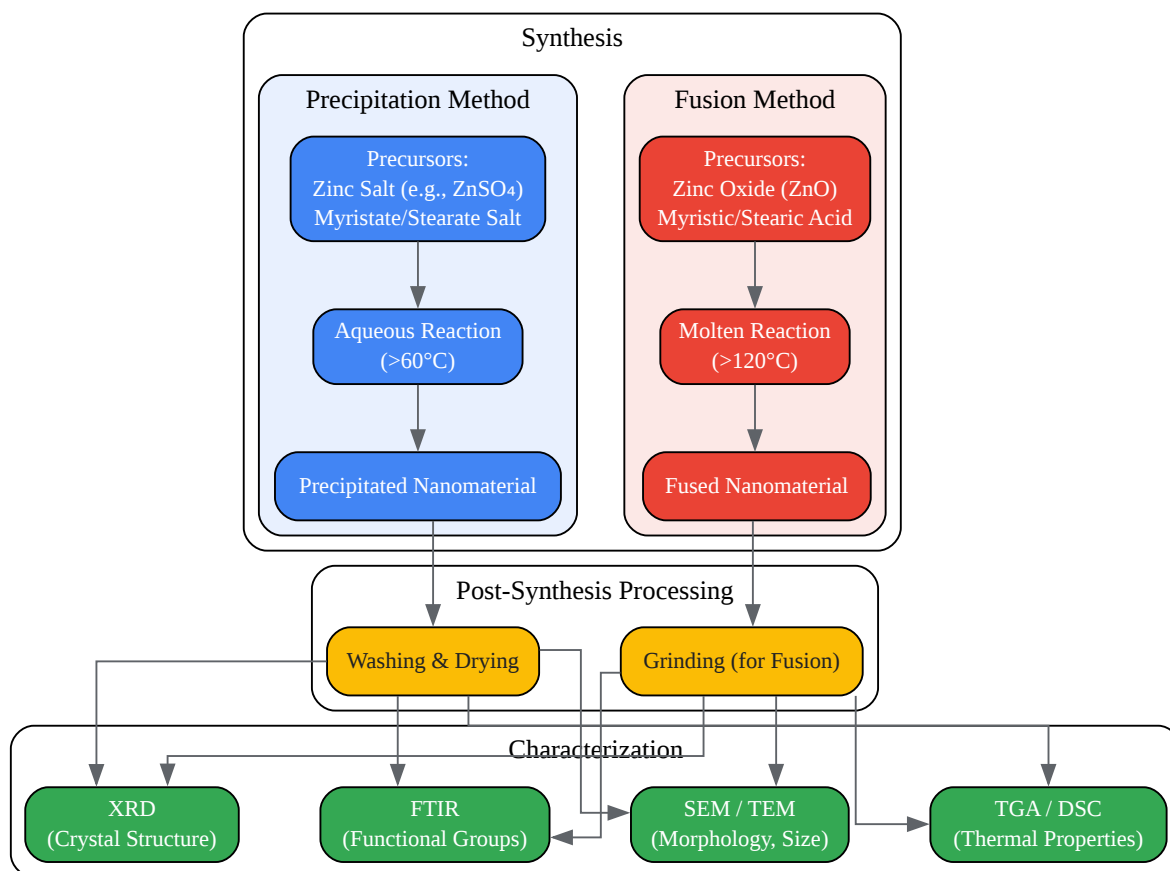 Synthesis
Precipitation Method
Precursors:
Zinc Salt (e.g., ZnSO₄)
Myristate/Stearate Salt
Aqueous Reaction
(>60°C)
Precipitated Nanomaterial
Fusion Method
Precursors:
Zinc Oxide (ZnO)
Myristic/Stearic Acid
Molten Reaction
(>120°C)
Fused Nanomaterial
Post-Synthesis Processing
Washing & Drying
Grinding (for Fusion)
Characterization
XRD
(Crystal Structure)
FTIR
(Functional Groups)
SEM / TEM
(Morphology, Size)
TGA / DSC
(Thermal Properties)